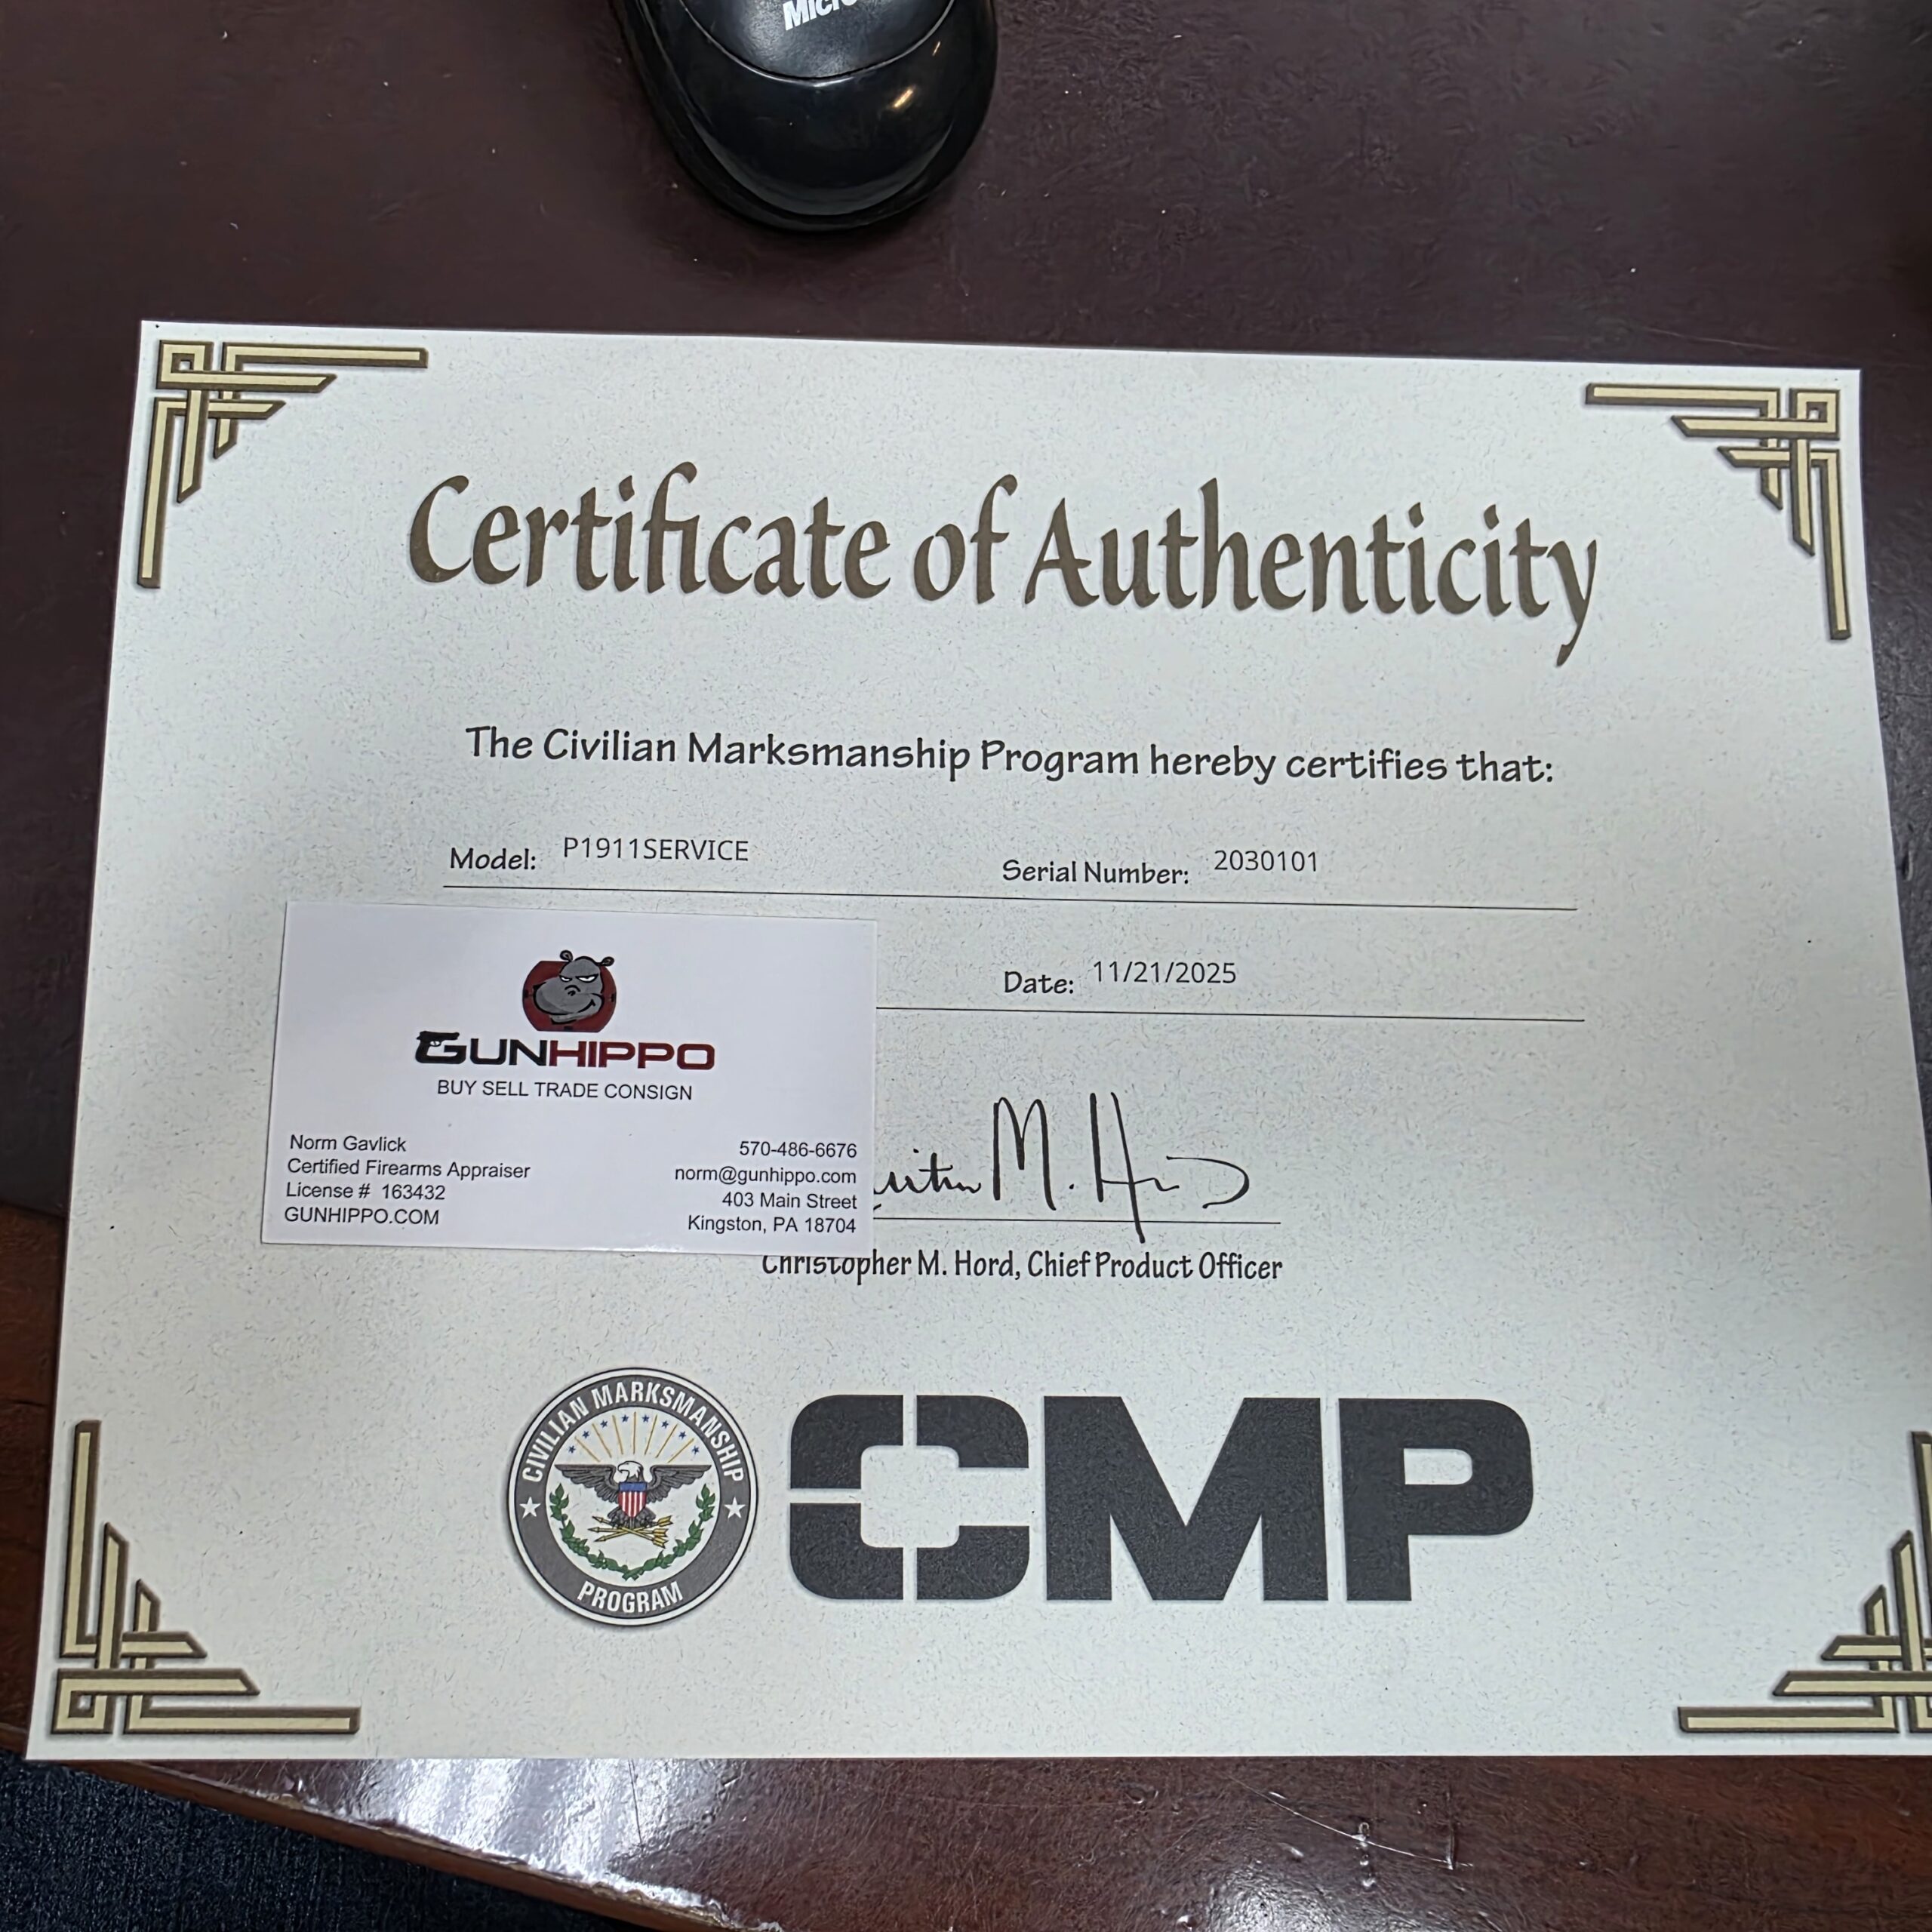 Certificate of Authenticity
The Civilian Marksmanship Program hereby certifies that:
Model: P1911SERVICE Serial Number: 2030101
Date: 11/21/2025
GUNHIPPO
BUY SELL TRADE CONSIGN
Norm Gavlick
Certified Firearms Appraiser
License # 163432
GUNHIPPO.COM
570-486-6676
norm@gunhippo.com
403 Main Street
Kingston, PA 18704
M. Hord
Christopher M. Hord, Chief Product Officer
CIVILIAN MARKSMANSHIP
PROGRAM
CMP